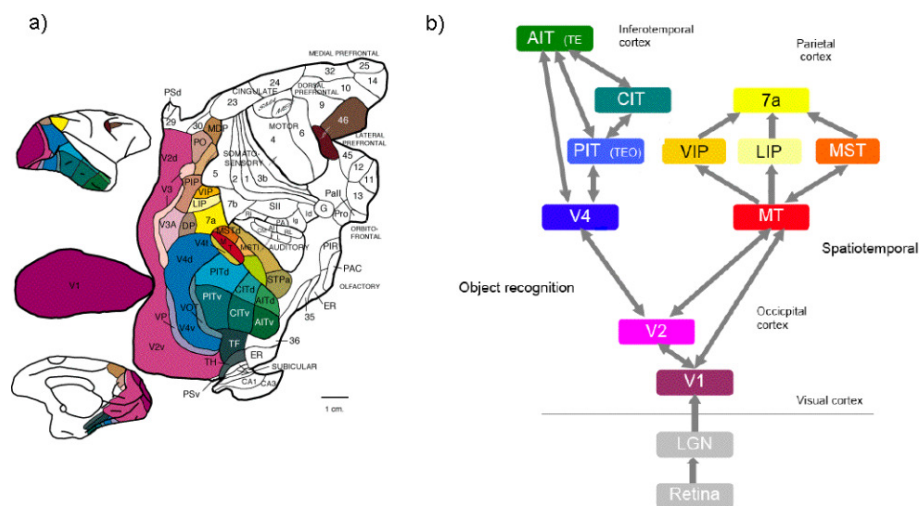 a)
MEDIAL PREFRONTAL
25
32
14
24
CINGULATE
DORSAL
PREFRONTAL
10
PSd
23
9
29
SMA
MOTOR
46
30
MDP
4
6
LATERAL
PREFRONTAL
PO
SOMATO-
SENSORY
45
V2d
12
PIP
5
2
1
3b
11
V3
VIP
Pall
13
LIP
7b
SII
Ig
Id
G
Pro
V3A
DP
7a
ORBITO-
FRONTAL
MSTd
V4t
MSTl
AUDITORY
PIR
V1
V4d
PITd
STPa
PAC
OLFACTORY
CITd
AITd
PITv
ER
VOT
CITv
AITv
35
VP
V4v
36
V2v
TF
ER
TH
SUBICULAR
PSv
CA1
CA3
1 cm.
b)
AIT (TE
Inferotemporal
cortex
Parietal
cortex
CIT
7a
PIT (TEO)
VIP
LIP
MST
V4
MT
Spatiotemporal
Object recognition
V2
Occicpital
cortex
V1
Visual cortex
LGN
Retina